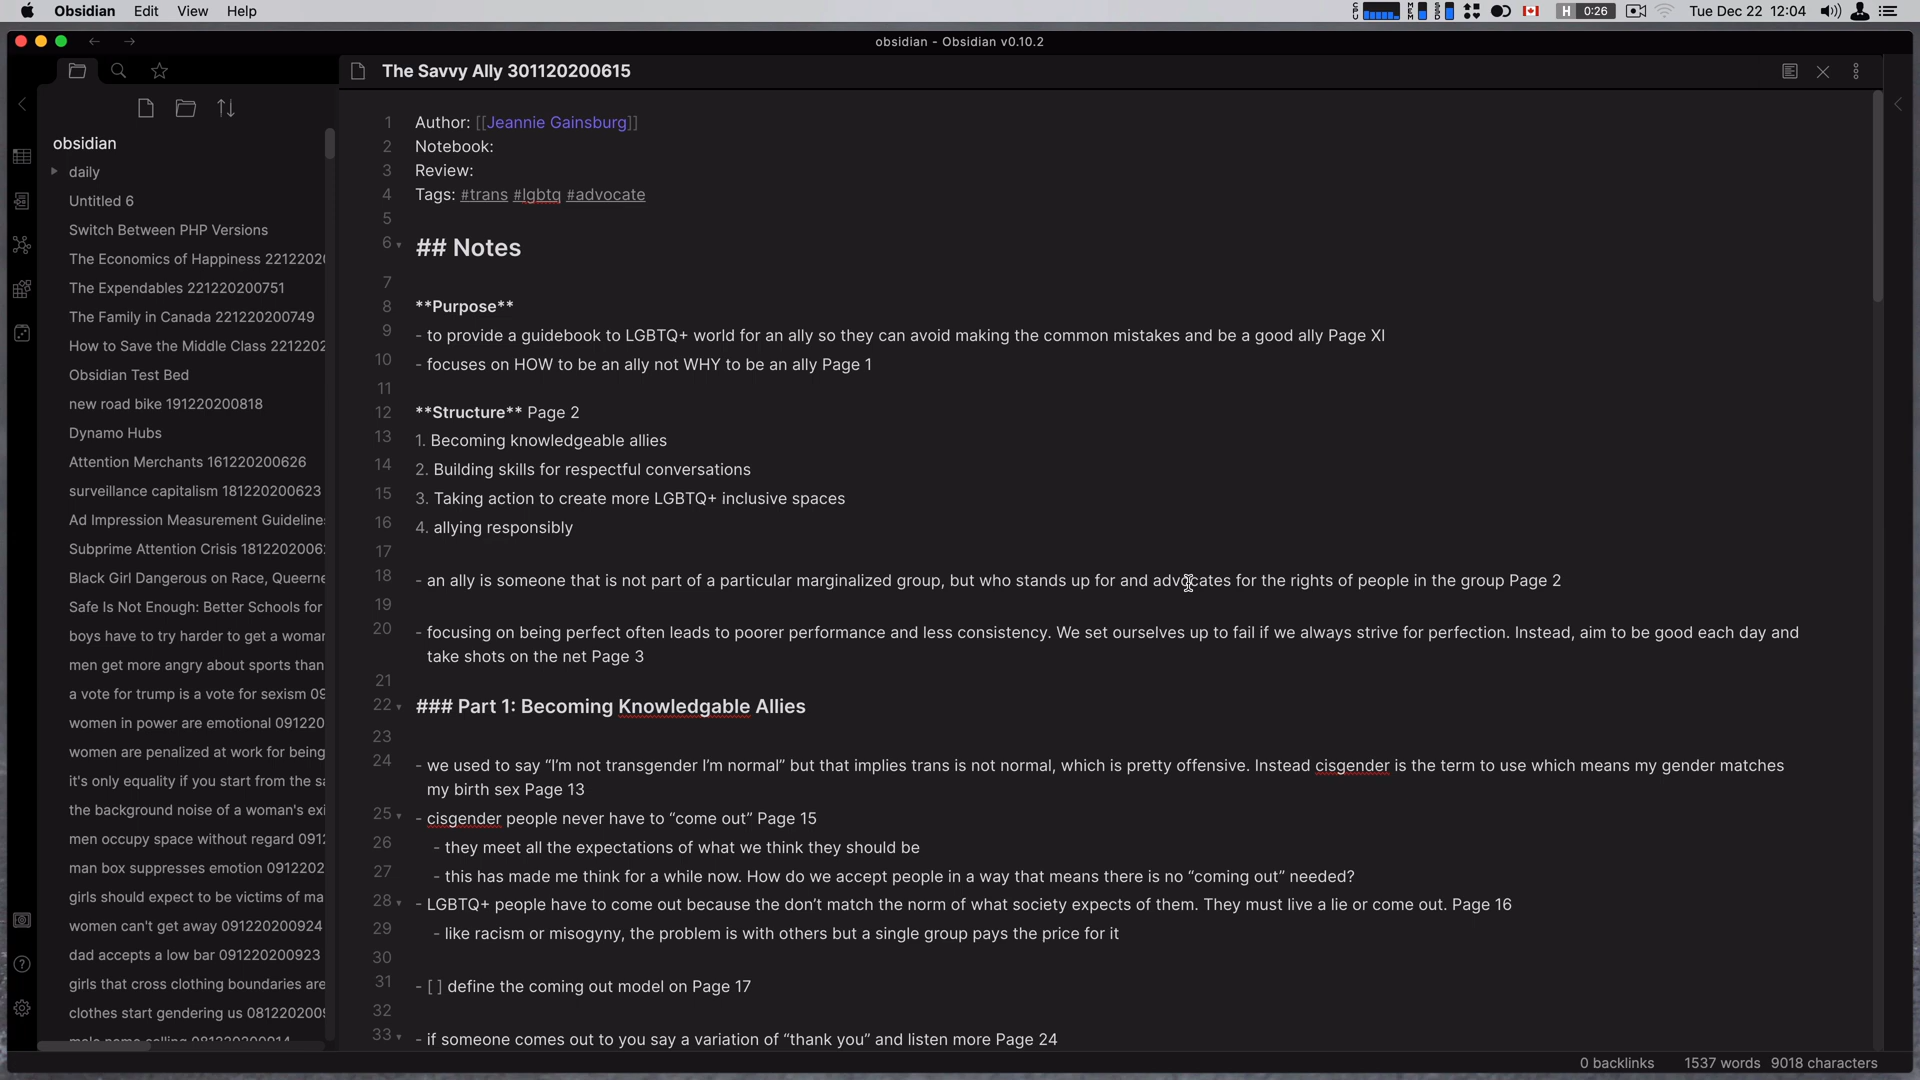 Obsidian Edit View Help
CPU MEM SSD H 0:26 Tue Dec 22 12:04
obsidian - Obsidian v0.10.2
The Savvy Ally 301120200615
obsidian
daily
Untitled 6
Switch Between PHP Versions
The Economics of Happiness 2212202
The Expendables 221220200751
The Family in Canada 221220200749
How to Save the Middle Class 2212202
Obsidian Test Bed
new road bike 191220200818
Dynamo Hubs
Attention Merchants 161220200626
surveillance capitalism 181220200623
Ad Impression Measurement Guideline
Subprime Attention Crisis 1812202006
Black Girl Dangerous on Race, Queerne
Safe Is Not Enough: Better Schools for
boys have to try harder to get a woma
men get more angry about sports than
a vote for trump is a vote for sexism 09
women in power are emotional 091220
women are penalized at work for being
it's only equality if you start from the sa
the background noise of a woman's exi
men occupy space without regard 0912
man box suppresses emotion 0912202
girls should expect to be victims of ma
women can't get away 091220200924
dad accepts a low bar 091220200923
girls that cross clothing boundaries are
clothes start gendering us 081220200
1 Author: [[Jeannie Gainsburg]]
2 Notebook:
3 Review:
4 Tags: #trans #lgbtq #advocate
5
6 ## Notes
7
8 **Purpose**
9 - to provide a guidebook to LGBTQ+ world for an ally so they can avoid making the common mistakes and be a good ally Page XI
10 - focuses on HOW to be an ally not WHY to be an ally Page 1
11
12 **Structure** Page 2
13 1. Becoming knowledgeable allies
14 2. Building skills for respectful conversations
15 3. Taking action to create more LGBTQ+ inclusive spaces
16 4. allying responsibly
17
18 - an ally is someone that is not part of a particular marginalized group, but who stands up for and advocates for the rights of people in the group Page 2
19
20 - focusing on being perfect often leads to poorer performance and less consistency. We set ourselves up to fail if we always strive for perfection. Instead, aim to be good each day and
take shots on the net Page 3
21
22 ### Part 1: Becoming Knowledgable Allies
23
24 - we used to say “I’m not transgender I’m normal” but that implies trans is not normal, which is pretty offensive. Instead cisgender is the term to use which means my gender matches
my birth sex Page 13
25 - cisgender people never have to “come out” Page 15
26 - they meet all the expectations of what we think they should be
27 - this has made me think for a while now. How do we accept people in a way that means there is no “coming out” needed?
28 - LGBTQ+ people have to come out because the don’t match the norm of what society expects of them. They must live a lie or come out. Page 16
29 - like racism or misogyny, the problem is with others but a single group pays the price for it
30
31 - [ ] define the coming out model on Page 17
32
33 - if someone comes out to you say a variation of “thank you” and listen more Page 24
0 backlinks 1537 words 9018 characters